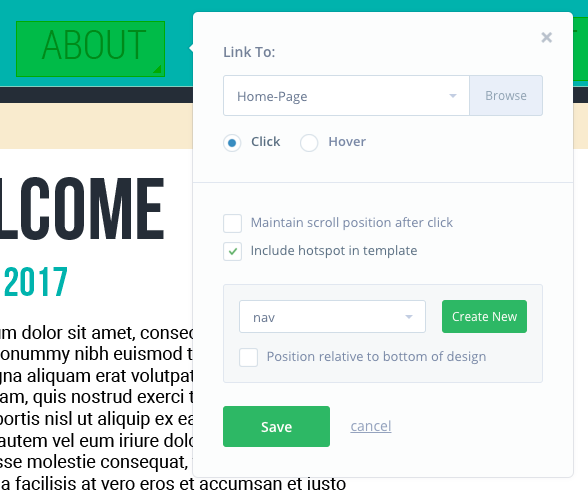 ABOUT
Link To:
Home-Page
Browse
Click
Hover
Maintain scroll position after click
Include hotspot in template
nav
Create New
Position relative to bottom of design
Save
cancel
LCOME
2017
m dolor sit amet, consec
onummy nibh euismod t
na aliquam erat volutpat
am, quis nostrud exerci t
ortis nisl ut aliquip ex ea
autem vel eum iriure dolo
sse molestie consequat,
a facilisis at vero eros et accumsan et iusto